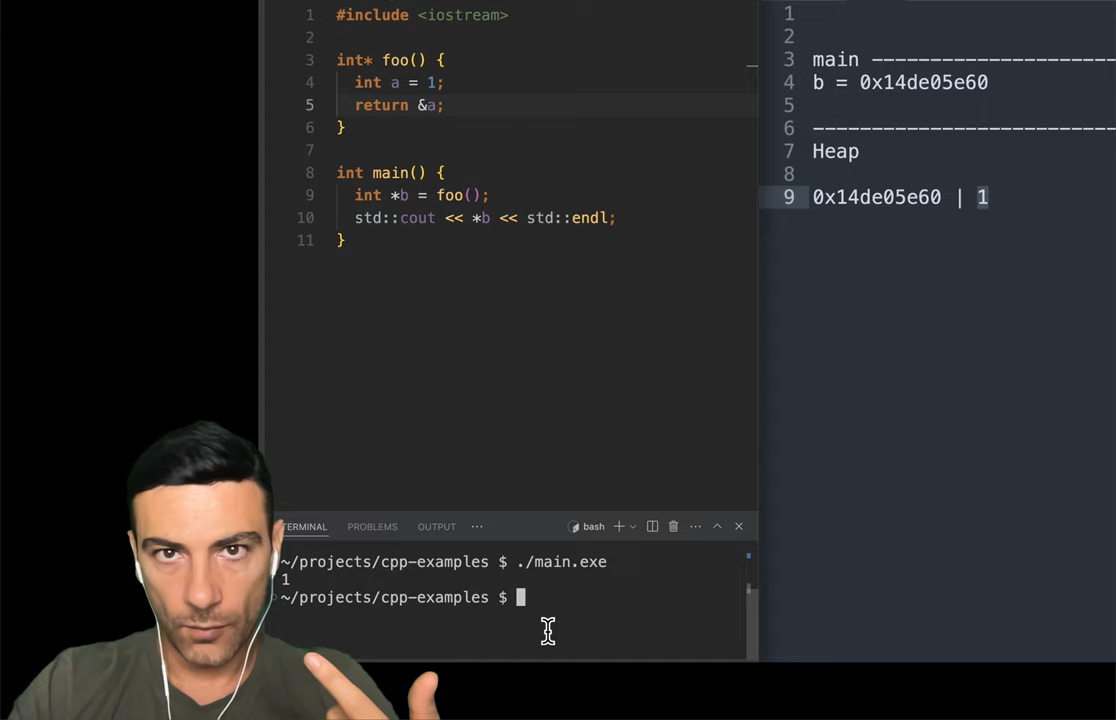 1 #include <iostream>
2
3 int* foo() {
4 int a = 1;
5 return &a;
6 }
7
8 int main() {
9 int *b = foo();
10 std::cout << *b << std::endl;
11 }
1
2
3 main ---------------------------
4 b = 0x14de05e60
5
6 --------------------------------
7 Heap
8
9 0x14de05e60 | 1
TERMINAL PROBLEMS OUTPUT ··· bash
~/projects/cpp-examples $ ./main.exe
1
~/projects/cpp-examples $